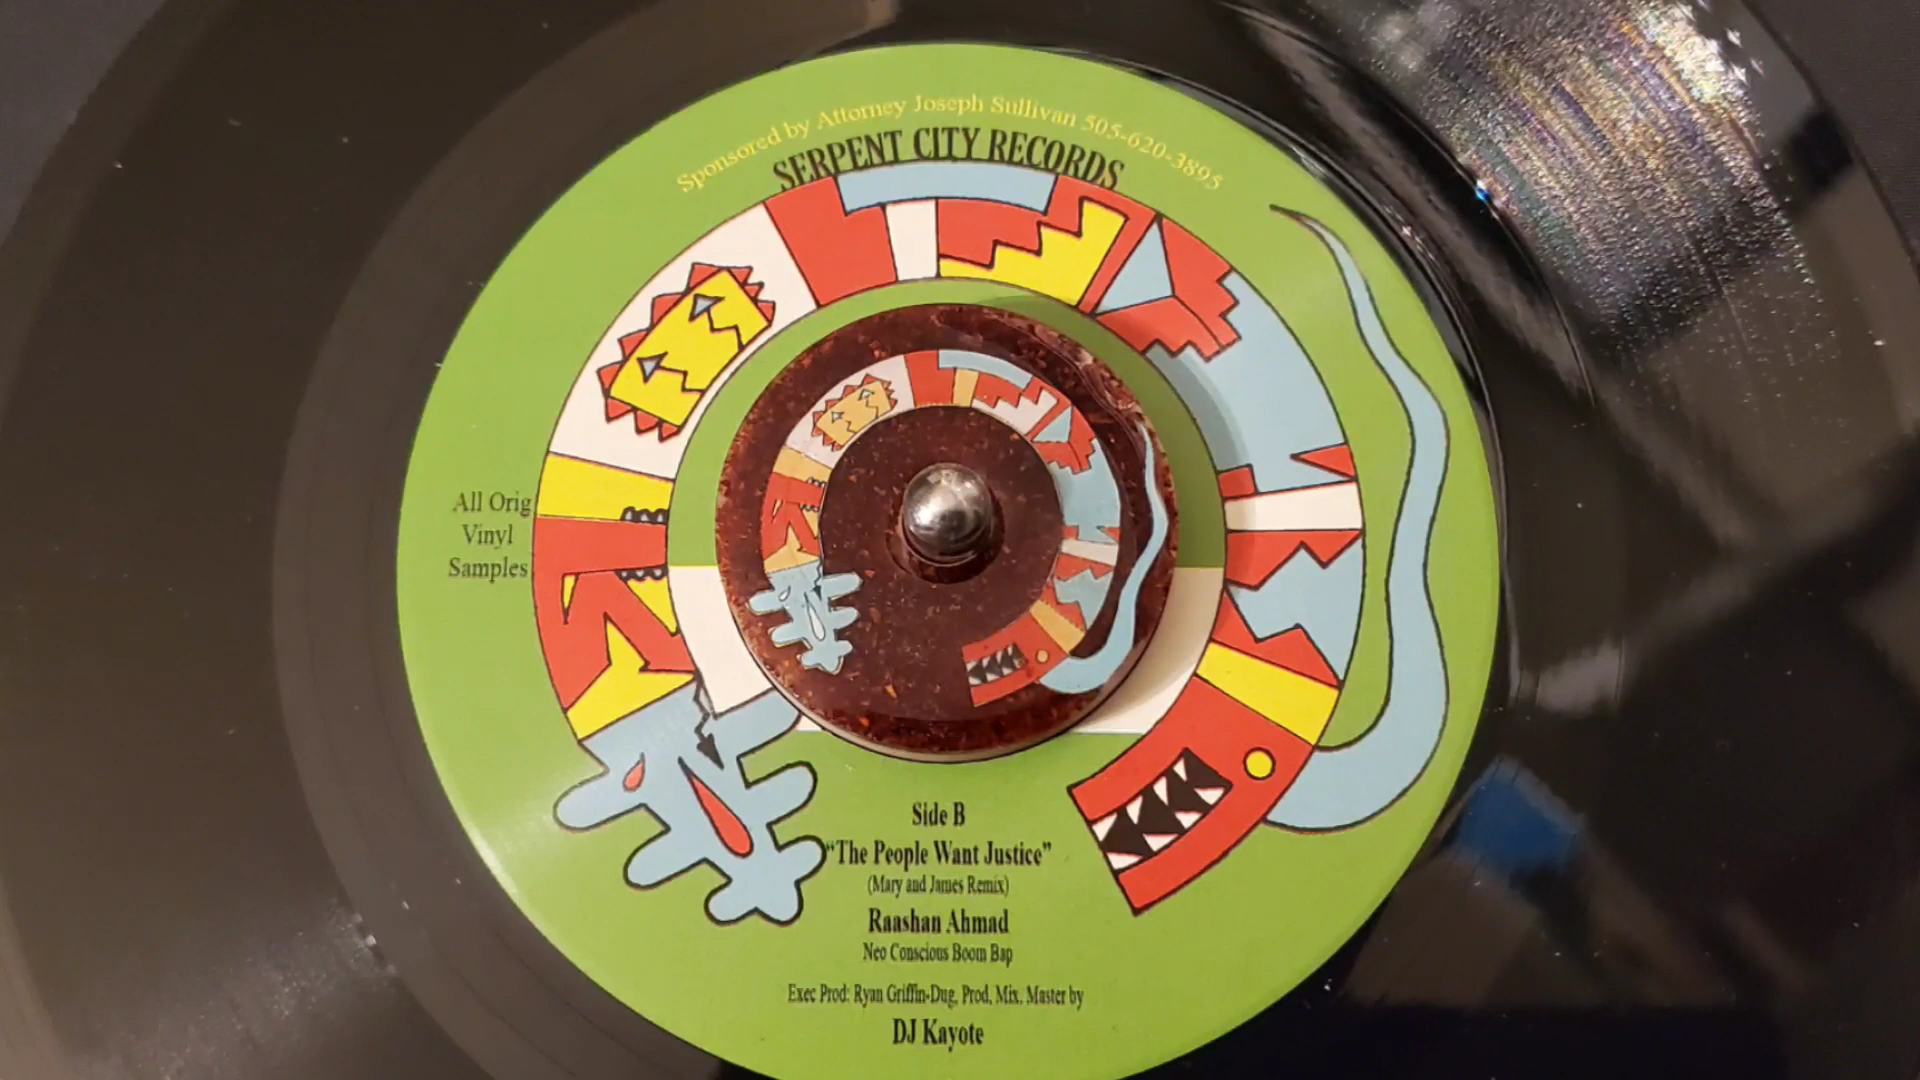 Sponsored by Attorney Joseph Sullivan 505-620-3895
SERPENT CITY RECORDS
All Orig
Vinyl
Samples
Side B
“The People Want Justice”
(Mary and James Remix)
Raashan Ahmad
Neo Conscious Boom Bap
Exec Prod: Ryan Griffin-Dug, Prod, Mix. Master by
DJ Kayote